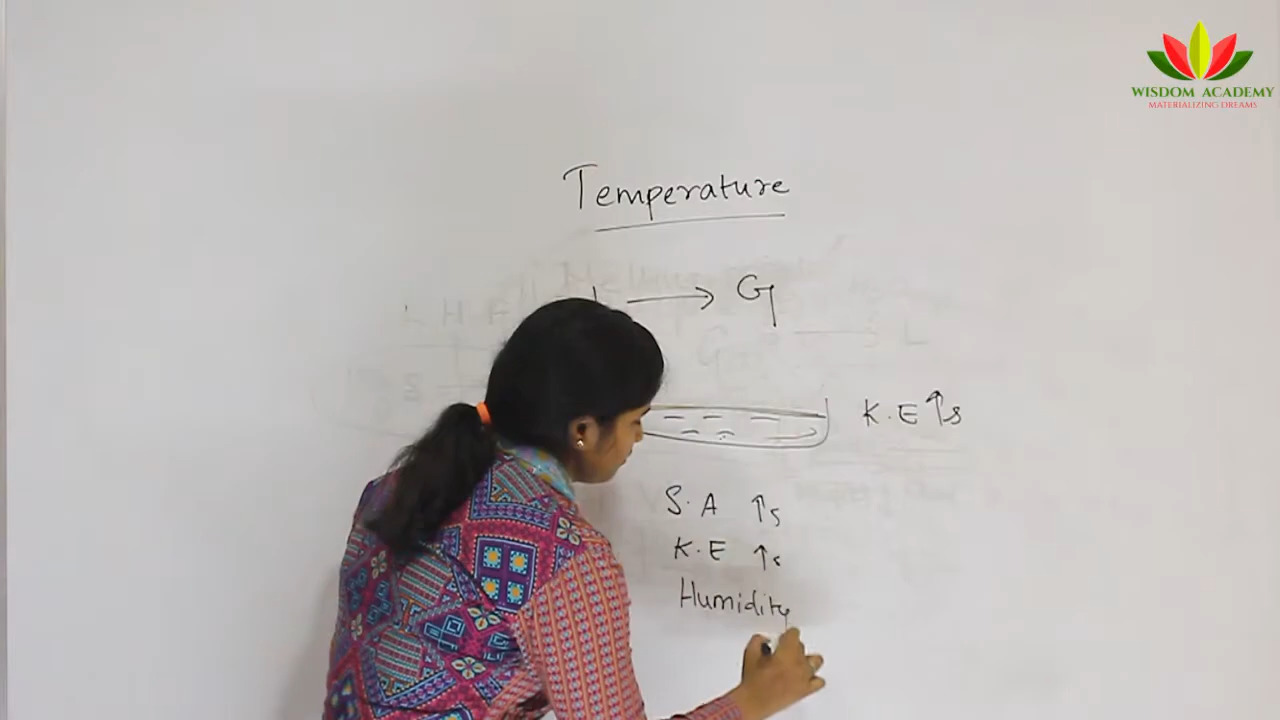 WISDOM ACADEMY
MATERIALIZING DREAMS
Temperature
→ G
K.E ↑s
S.A ↑s
K.E ↑s
Humidity